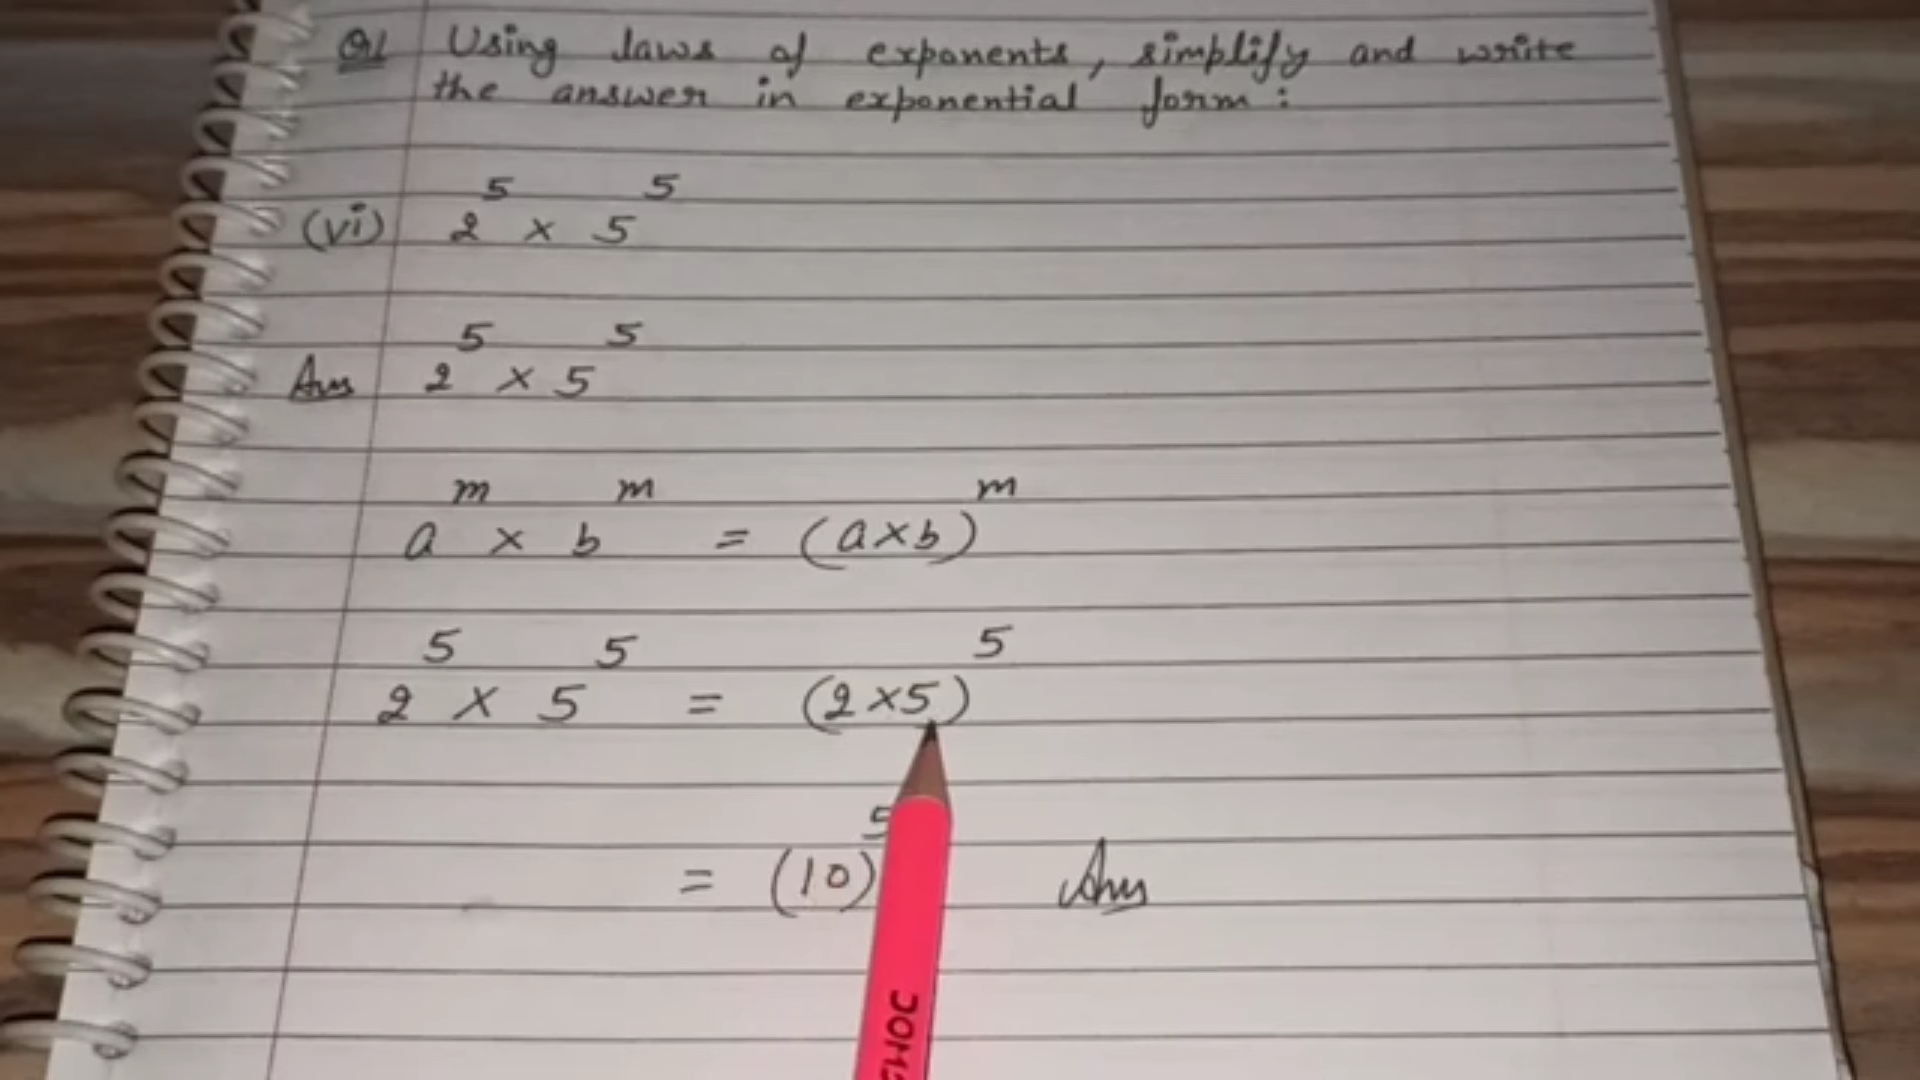 Q1 Using laws of exponents, simplify and write
the answer in exponential form :
(vi) 2⁵ × 5⁵
Ans 2⁵ × 5⁵
aᵐ × bᵐ = (a×b)ᵐ
2⁵ × 5⁵ = (2×5)⁵
= (10)⁵ Ans